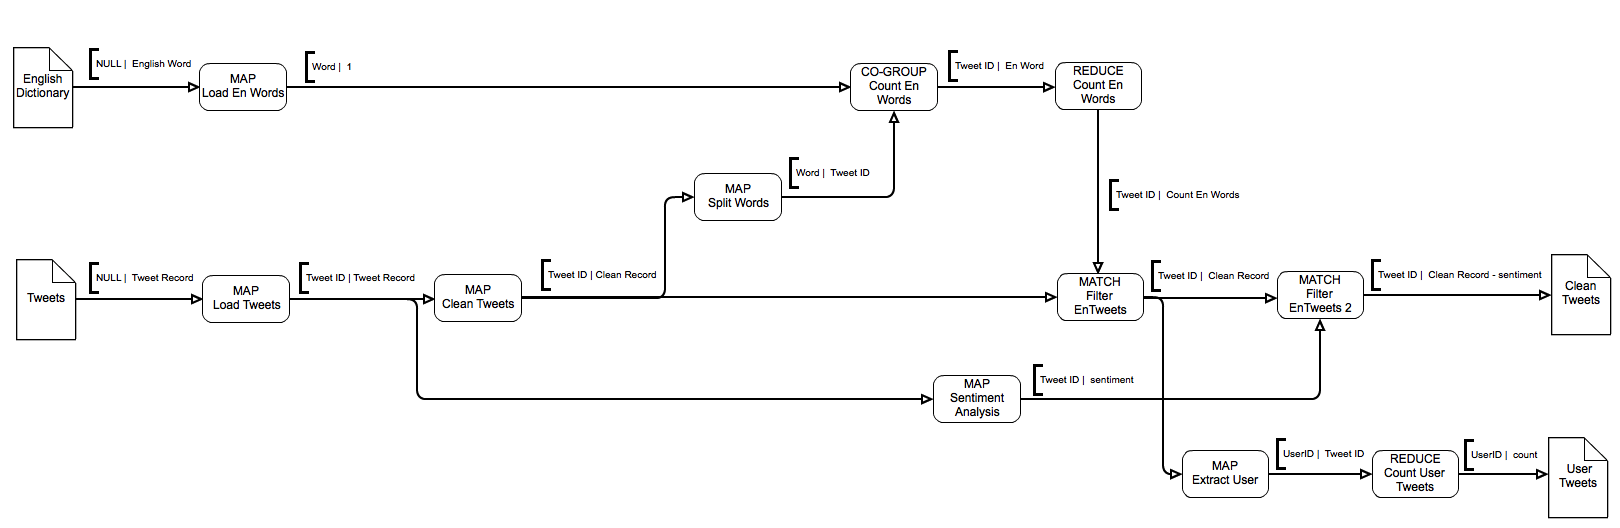 English
Dictionary
NULL | English Word
MAP
Load En Words
Word | 1
CO-GROUP
Count En
Words
Tweet ID | En Word
REDUCE
Count En
Words
MAP
Split Words
Word | Tweet ID
Tweet ID | Count En Words
Tweets
NULL | Tweet Record
MAP
Load Tweets
Tweet ID | Tweet Record
MAP
Clean Tweets
Tweet ID | Clean Record
MATCH
Filter
EnTweets
Tweet ID | Clean Record
MATCH
Filter
EnTweets 2
Tweet ID | Clean Record - sentiment
Clean
Tweets
MAP
Sentiment
Analysis
Tweet ID | sentiment
MAP
Extract User
UserID | Tweet ID
REDUCE
Count User
Tweets
UserID | count
User
Tweets